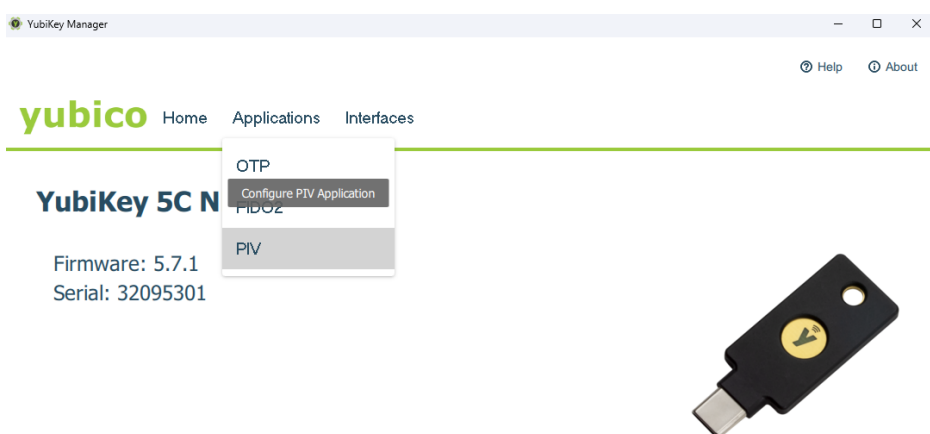 YubiKey Manager
Help About
yubico Home Applications Interfaces
OTP
Configure PIV Application
YubiKey 5C N
FIDO2
PIV
Firmware: 5.7.1
Serial: 32095301